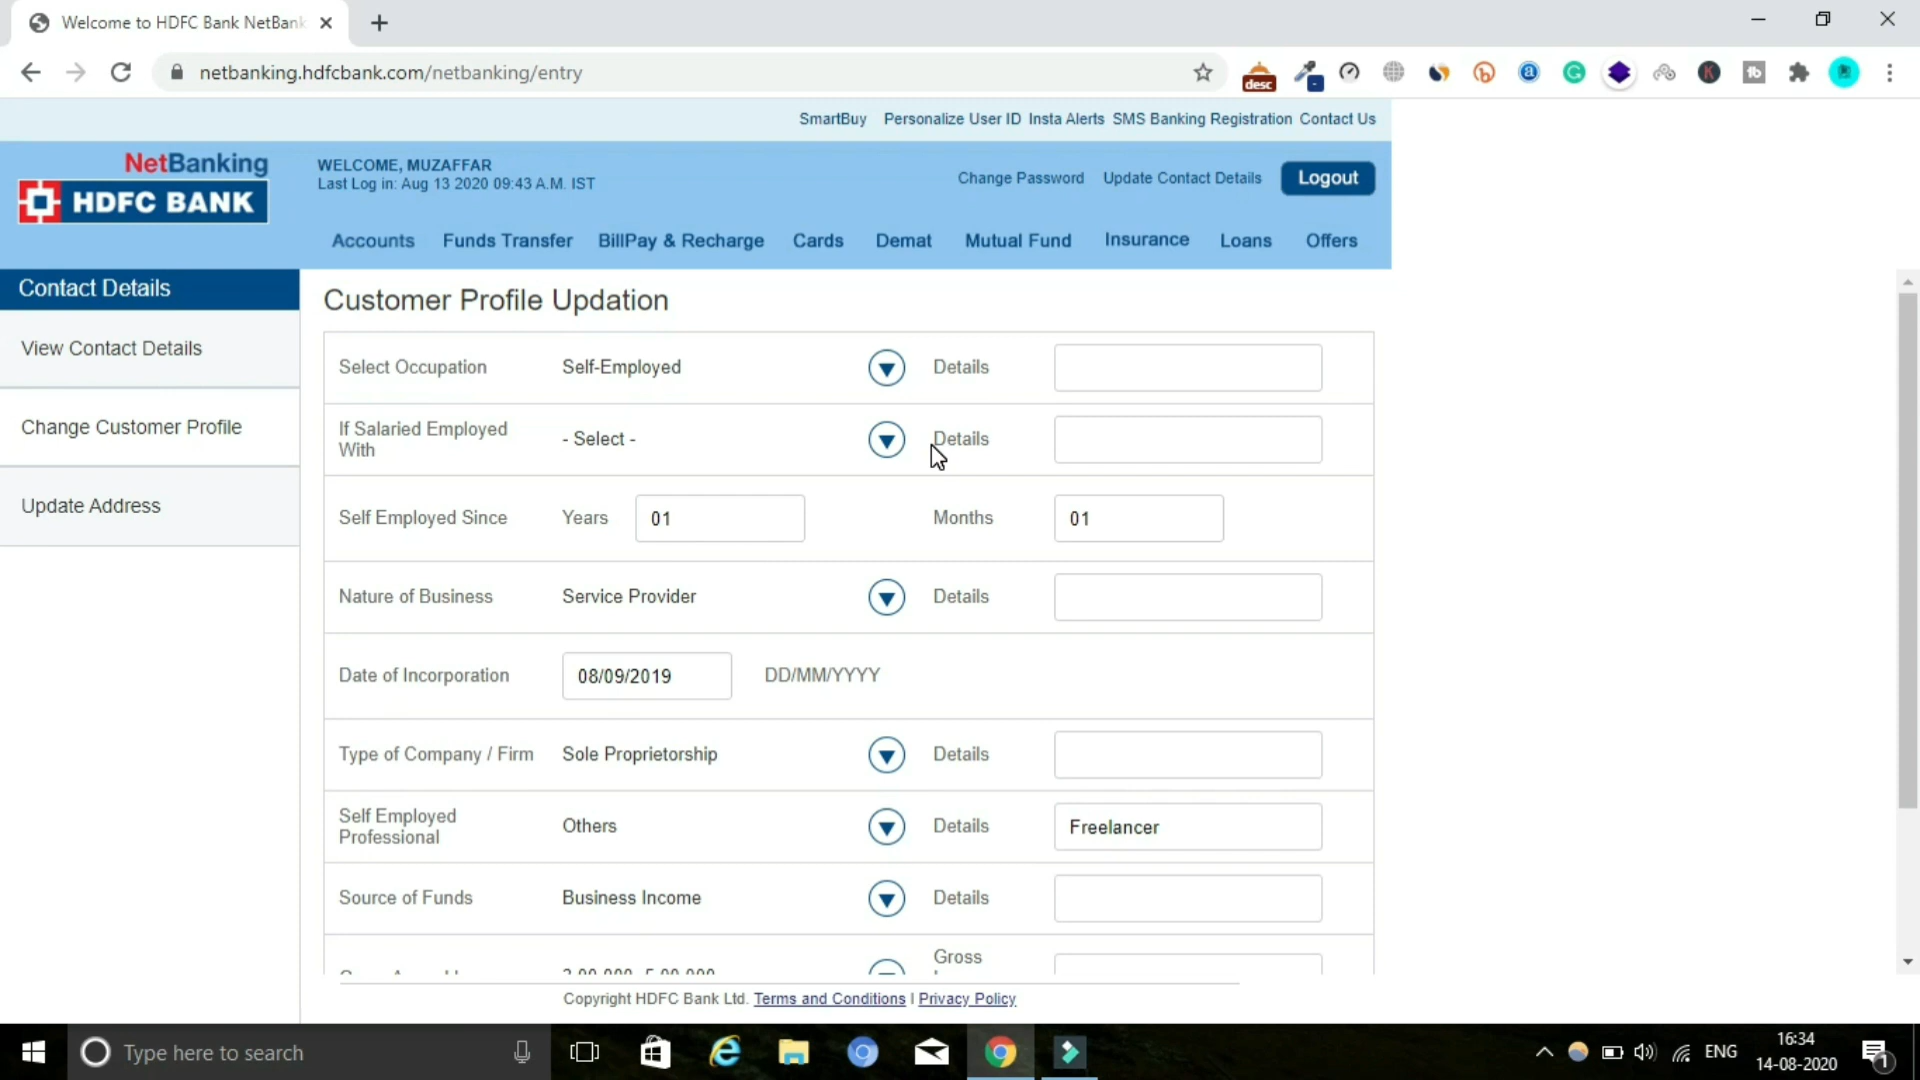 Welcome to HDFC Bank NetBank
netbanking.hdfcbank.com/netbanking/entry
desc
SmartBuy Personalize User ID Insta Alerts SMS Banking Registration Contact Us
NetBanking
HDFC BANK
WELCOME, MUZAFFAR
Last Log in: Aug 13 2020 09:43 A.M. IST
Change Password Update Contact Details Logout
Accounts Funds Transfer BillPay & Recharge Cards Demat Mutual Fund Insurance Loans Offers
Contact Details
View Contact Details
Change Customer Profile
Update Address
Customer Profile Updation
Select Occupation Self-Employed Details
If Salaried Employed With - Select - Details
Self Employed Since Years 01 Months 01
Nature of Business Service Provider Details
Date of Incorporation 08/09/2019 DD/MM/YYYY
Type of Company / Firm Sole Proprietorship Details
Self Employed Professional Others Details Freelancer
Source of Funds Business Income Details
Gross
Copyright HDFC Bank Ltd. Terms and Conditions I Privacy Policy
Type here to search
ENG
16:34
14-08-2020
1